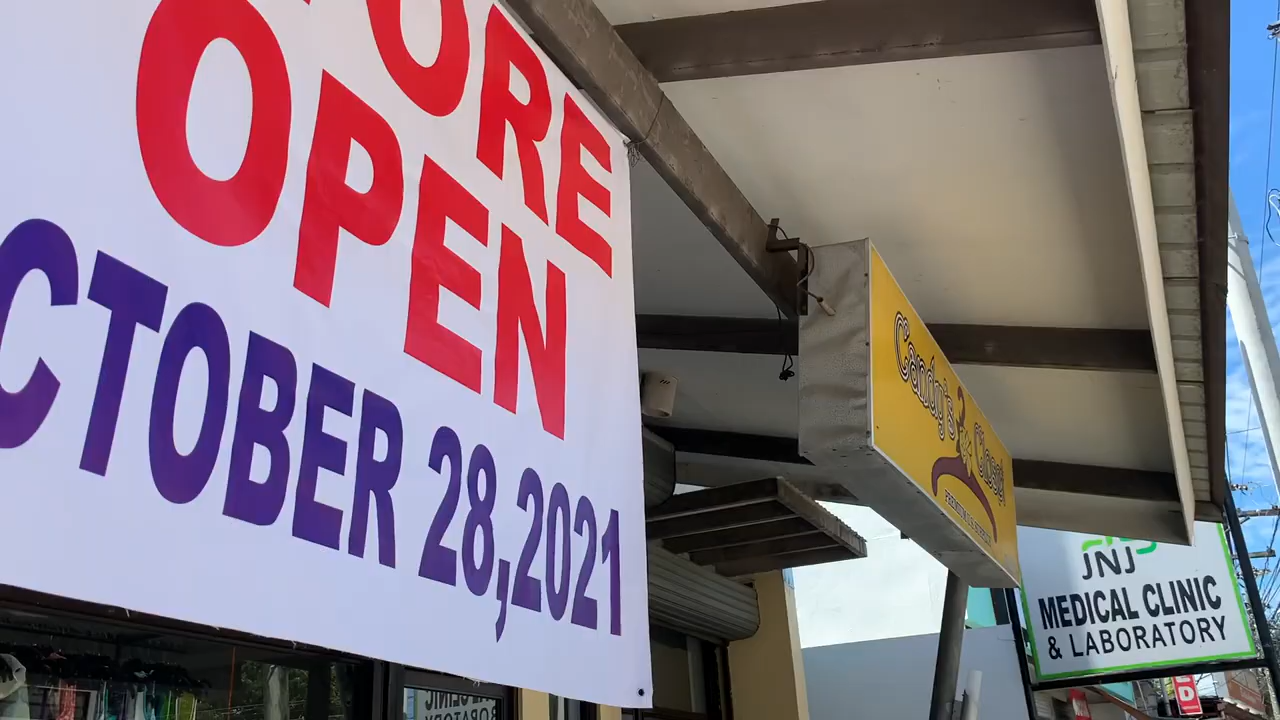 ORE
OPEN
CTOBER 28,2021
Candy's Closet
JNJ
MEDICAL CLINIC
& LABORATORY